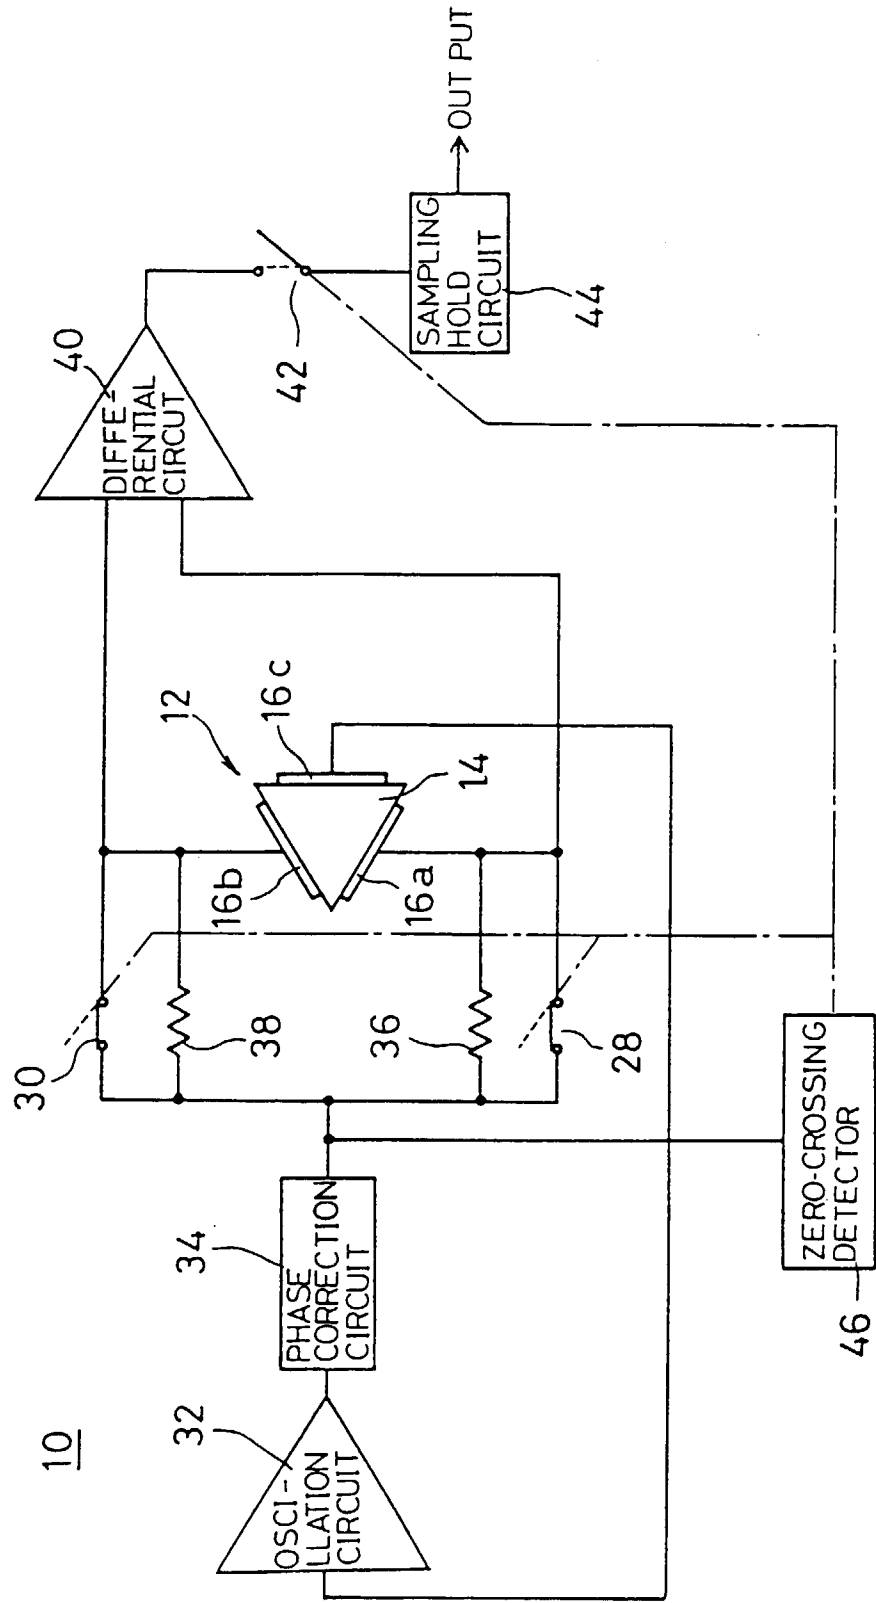 10
32
OSCI-
LLATION
CIRCUIT
34
PHASE
CORRECTION
CIRCUIT
30
38
36
28
12
16b
16a
16c
14
40
DIFFE-
RENTIAL
CIRCUT
42
SAMPLING
HOLD
CIRCUIT
44
OUT PUT
ZERO-CROSSING
DETECTOR
46